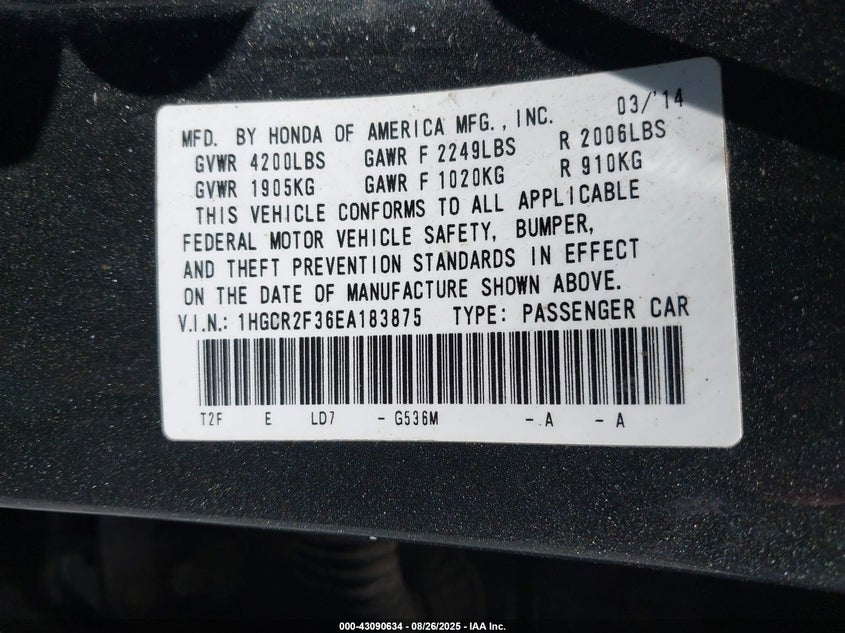 MFD. BY HONDA OF AMERICA MFG., INC. 03/'14
GVWR 4200LBS GAWR F 2249LBS R 2006LBS
GVWR 1905KG GAWR F 1020KG R 910KG
THIS VEHICLE CONFORMS TO ALL APPLICABLE
FEDERAL MOTOR VEHICLE SAFETY, BUMPER,
AND THEFT PREVENTION STANDARDS IN EFFECT
ON THE DATE OF MANUFACTURE SHOWN ABOVE.
V.I.N.: 1HGCR2F36EA183875 TYPE: PASSENGER CAR
T2F E LD7 - G536M - A - A
000-43090634 - 08/26/2025 - IAA Inc.